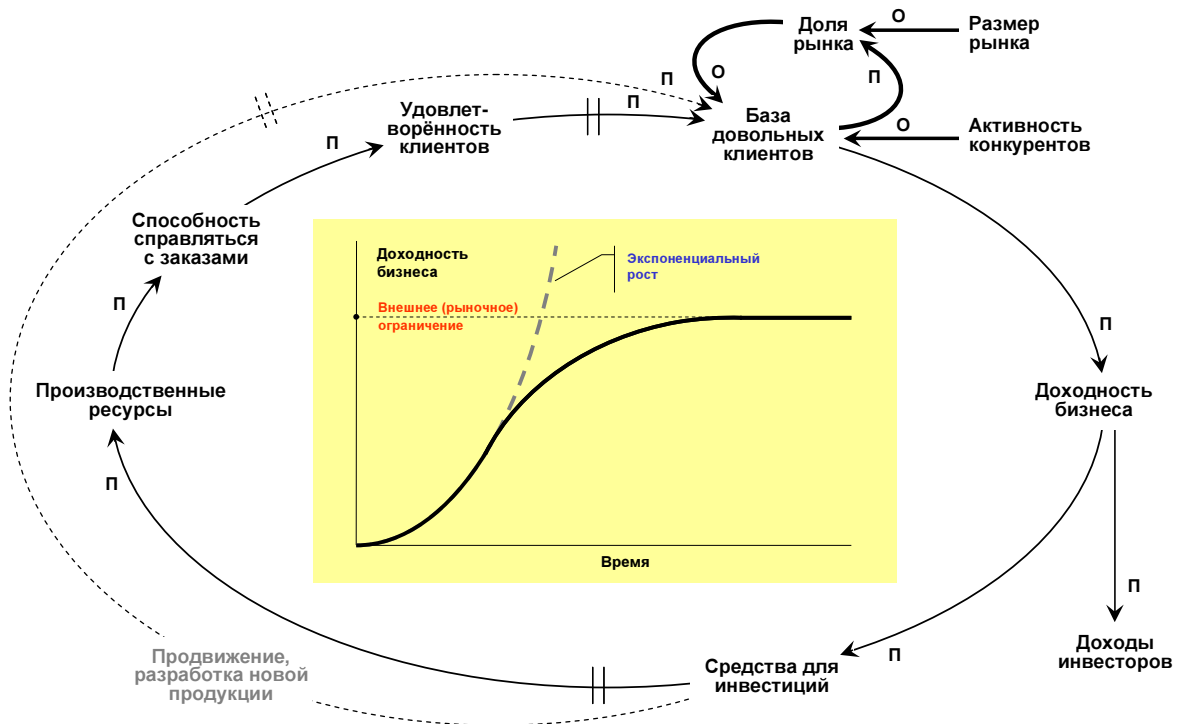 О
Доля
рынка
Размер
рынка
П
О
П
Удовлет-
ворённость
клиентов
П
База
довольных
клиентов
О
Активность
конкурентов
П
Способность
справляться
с заказами
П
Доходность
бизнеса
Экспоненциальный
рост
Внешнее (рыночное)
ограничение
Время
П
Производственные
ресурсы
П
Доходность
бизнеса
П
П
Доходы
инвесторов
П
Средства для
инвестиций
Продвижение,
разработка новой
продукции